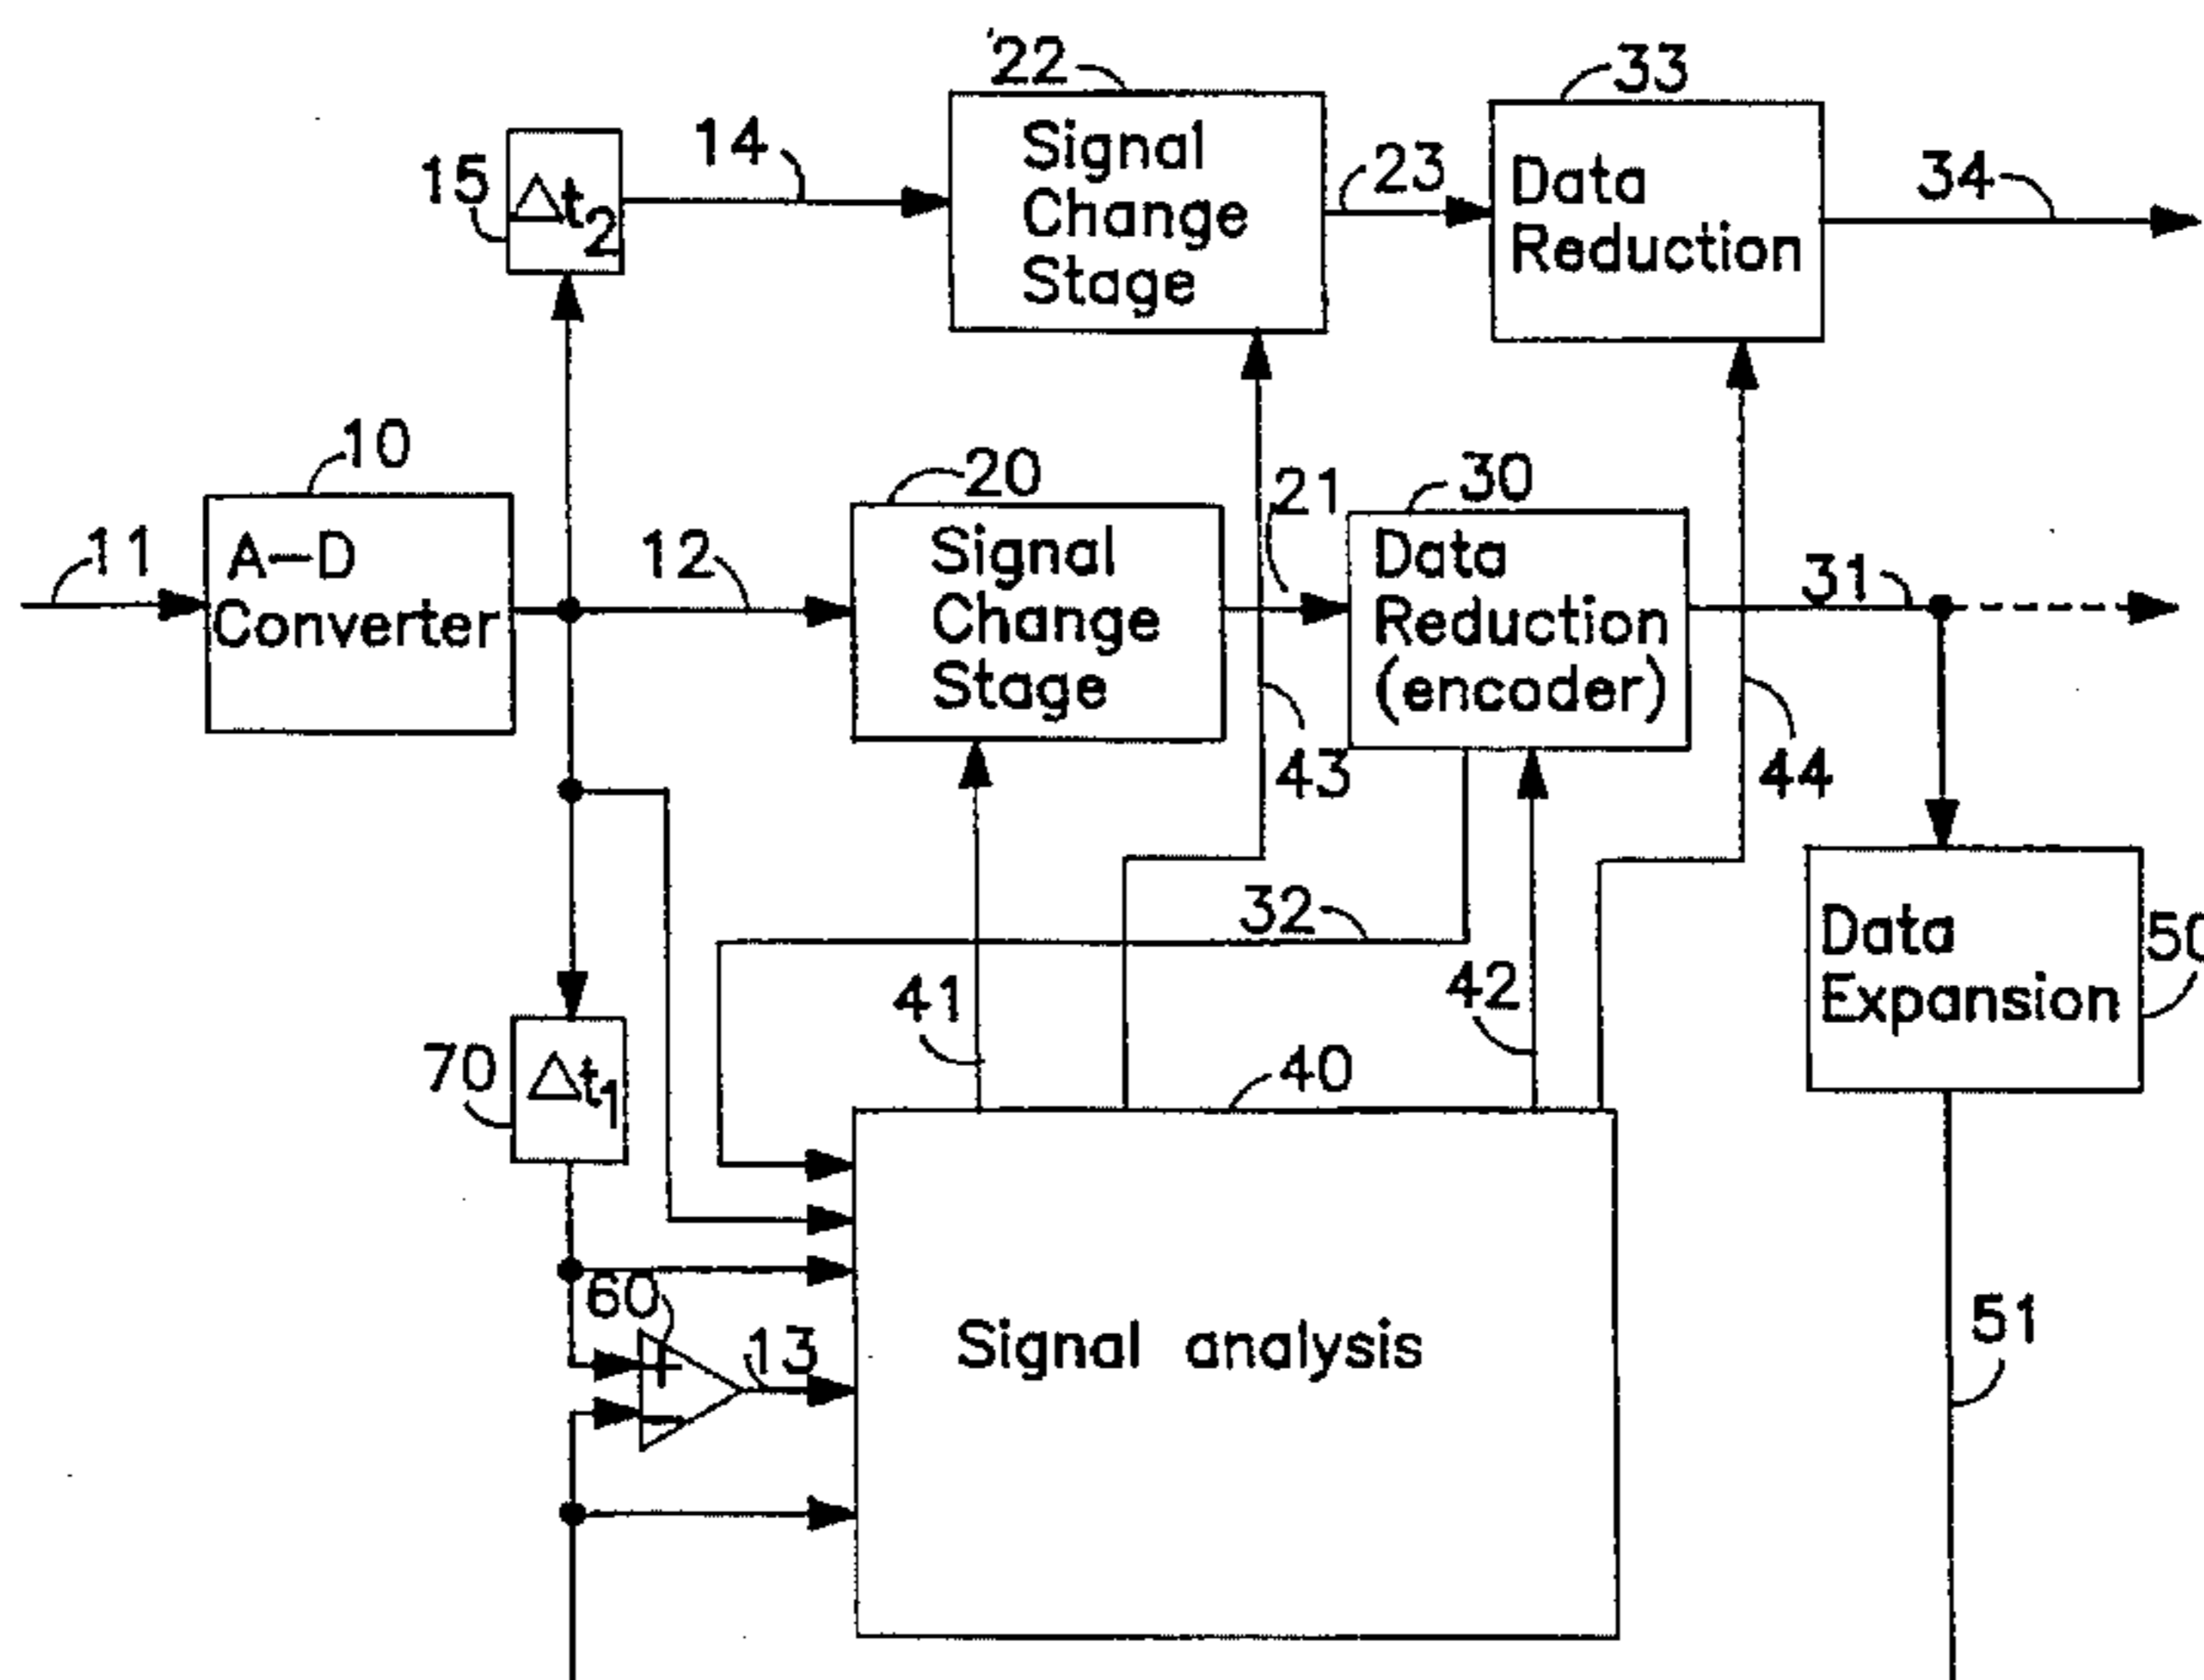 22
33
15
Δt2
14
Signal
Change
Stage
23
Data
Reduction
34
10
11
A-D
Converter
12
20
Signal
Change
Stage
21
30
Data
Reduction
(encoder)
31
43
44
32
41
42
Data
Expansion
70
Δt1
40
60
13
Signal analysis
51